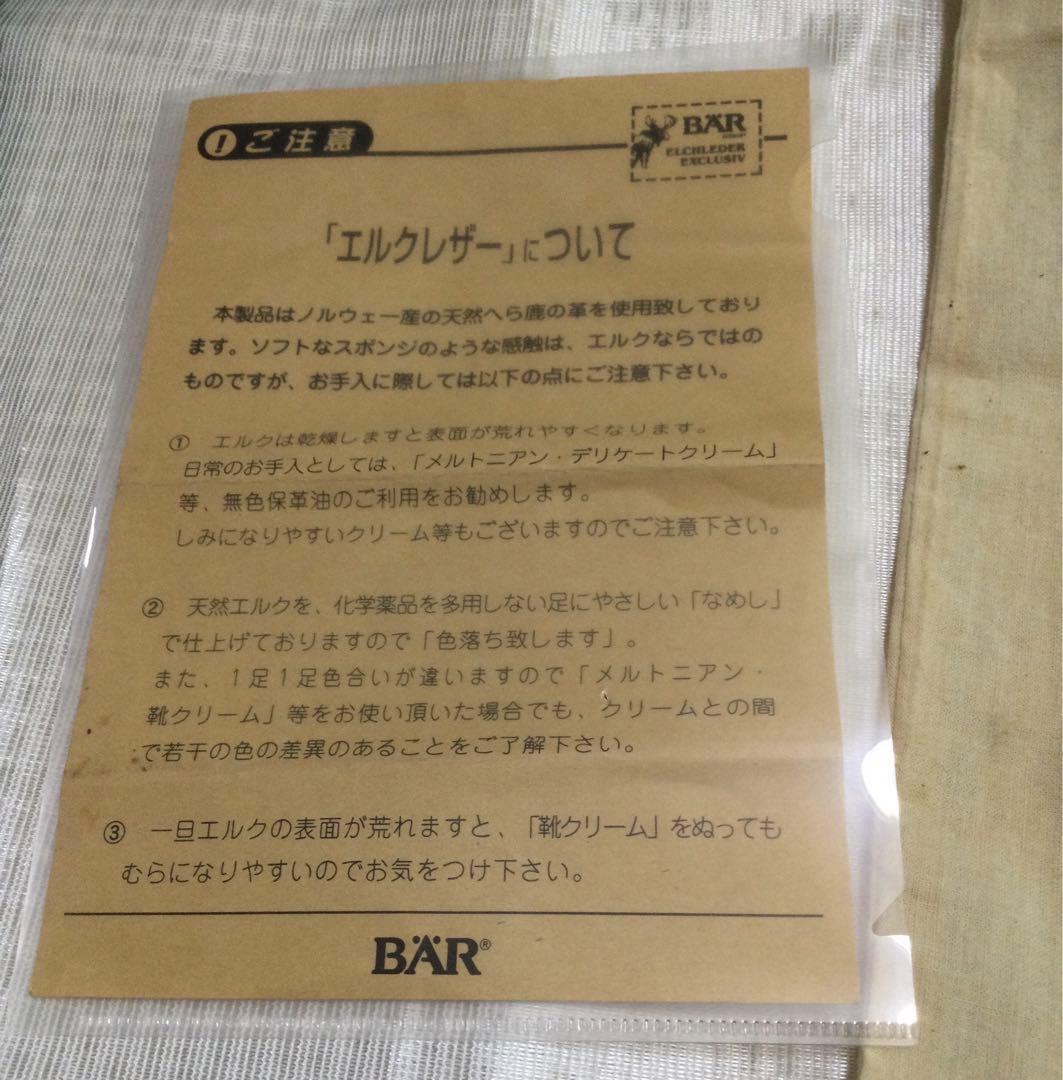 ! ご注意
BÄR
ELCHLEDER
EXCLUSIV
「エルクレザー」について
本製品はノルウェー産の天然へら鹿の革を使用致しており
ます。ソフトなスポンジのような感触は、エルクならではの
ものですが、お手入に際しては以下の点にご注意下さい。
① エルクは乾燥しますと表面が荒れやすくなります。
日常のお手入としては、「メルトニアン・デリケートクリーム」
等、無色保革油のご利用をお勧めします。
しみになりやすいクリーム等もございますのでご注意下さい。
② 天然エルクを、化学薬品を多用しない足にやさしい「なめし」
で仕上げておりますので「色落ち致します」。
また、1足1足色合いが違いますので「メルトニアン・
靴クリーム」等をお使い頂いた場合でも、クリームとの間
で若干の色の差異のあることをご了解下さい。
③ 一旦エルクの表面が荒れますと、「靴クリーム」をぬっても
むらになりやすいのでお気をつけ下さい。
BÄR®